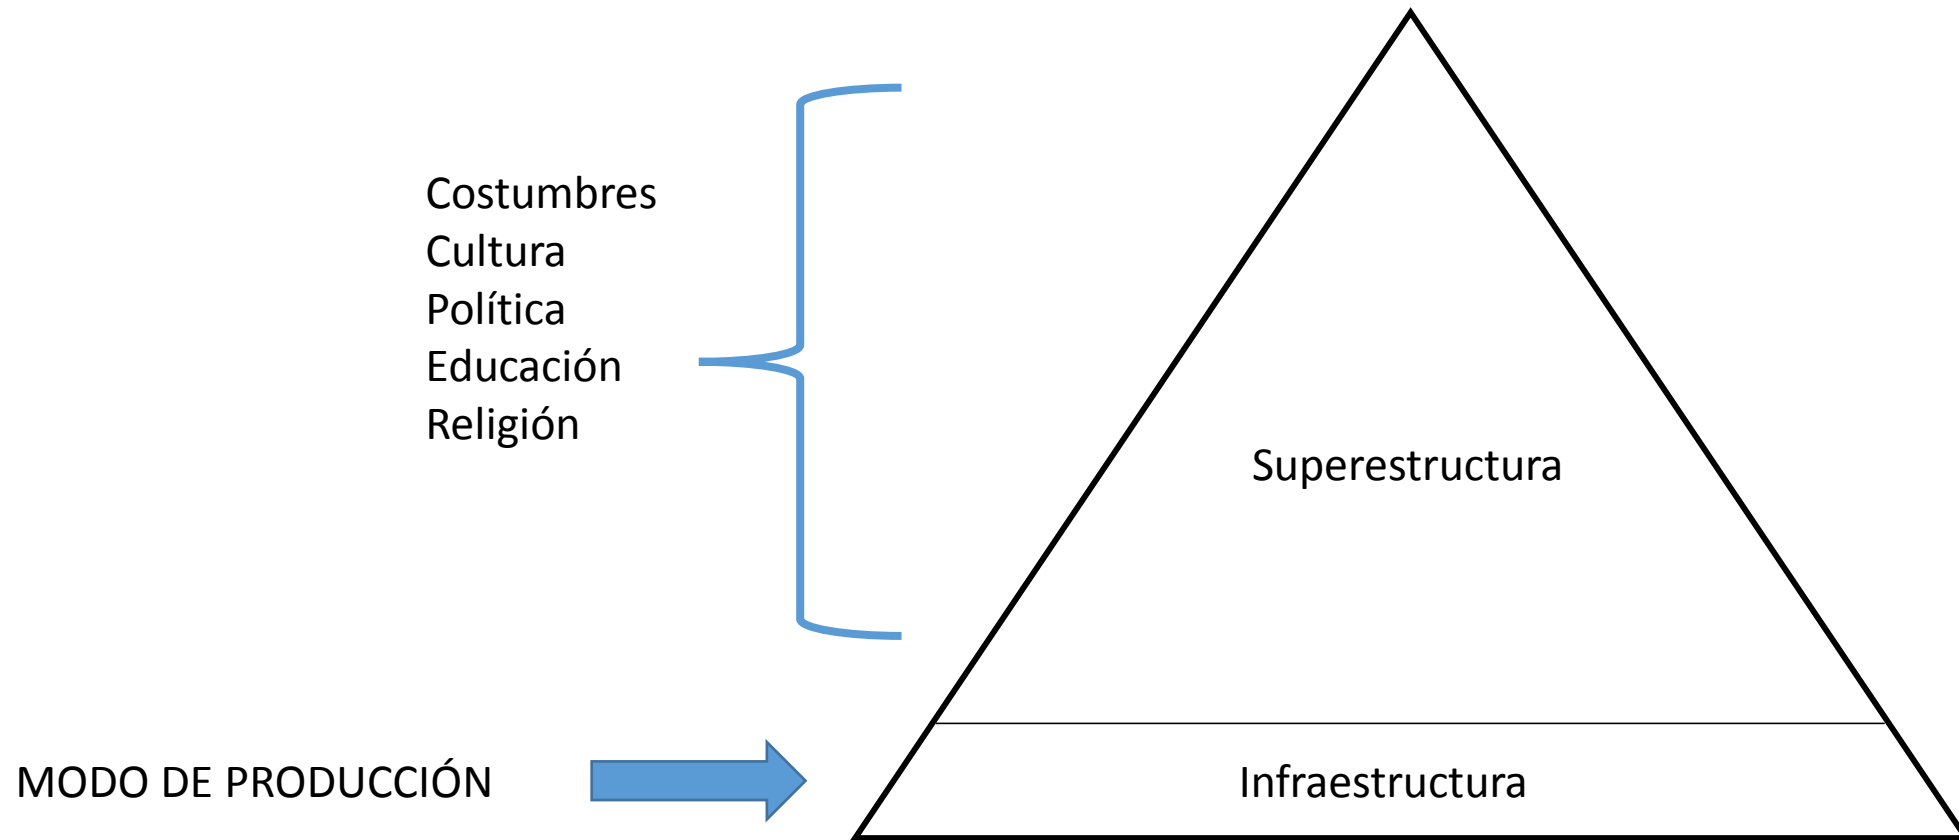 Costumbres
Cultura
Política
Educación
Religión
Superestructura
MODO DE PRODUCCIÓN
Infraestructura